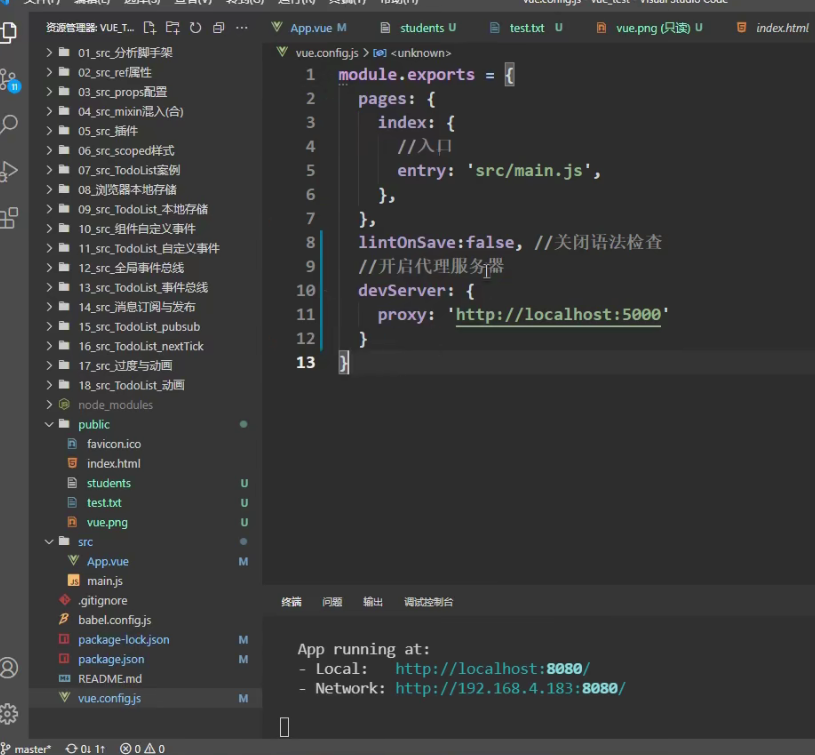 vue.config.js - vue_test - Visual Studio Code
资源管理器: VUE_T...
App.vue M
students U
test.txt U
vue.png (只读) U
index.html
vue.config.js > <unknown>
01_src_分析脚手架
02_src_ref属性
03_src_props配置
04_src_mixin混入(合)
05_src_插件
06_src_scoped样式
07_src_TodoList案例
08_浏览器本地存储
09_TodoList_本地存储
10_src_组件自定义事件
11_src_TodoList_自定义事件
12_src_全局事件总线
13_src_TodoList_事件总线
14_src_消息订阅与发布
15_src_TodoList_pubsub
16_src_TodoList_nextTick
17_src_过度与动画
18_src_TodoList_动画
node_modules
public
favicon.ico
index.html
students U
test.txt U
vue.png U
src
App.vue M
main.js
.gitignore
babel.config.js
package-lock.json M
package.json M
README.md
vue.config.js M
11
1 module.exports = {
2 pages: {
3 index: {
4 //入口
5 entry: 'src/main.js',
6 },
7 },
8 lintOnSave:false, //关闭语法检查
9 //开启代理服务器
10 devServer: {
11 proxy: 'http://localhost:5000'
12 }
13 }
终端 问题 输出 调试控制台
App running at:
- Local: http://localhost:8080/
- Network: http://192.168.4.183:8080/
master* 0↓ 1↑ 0 0